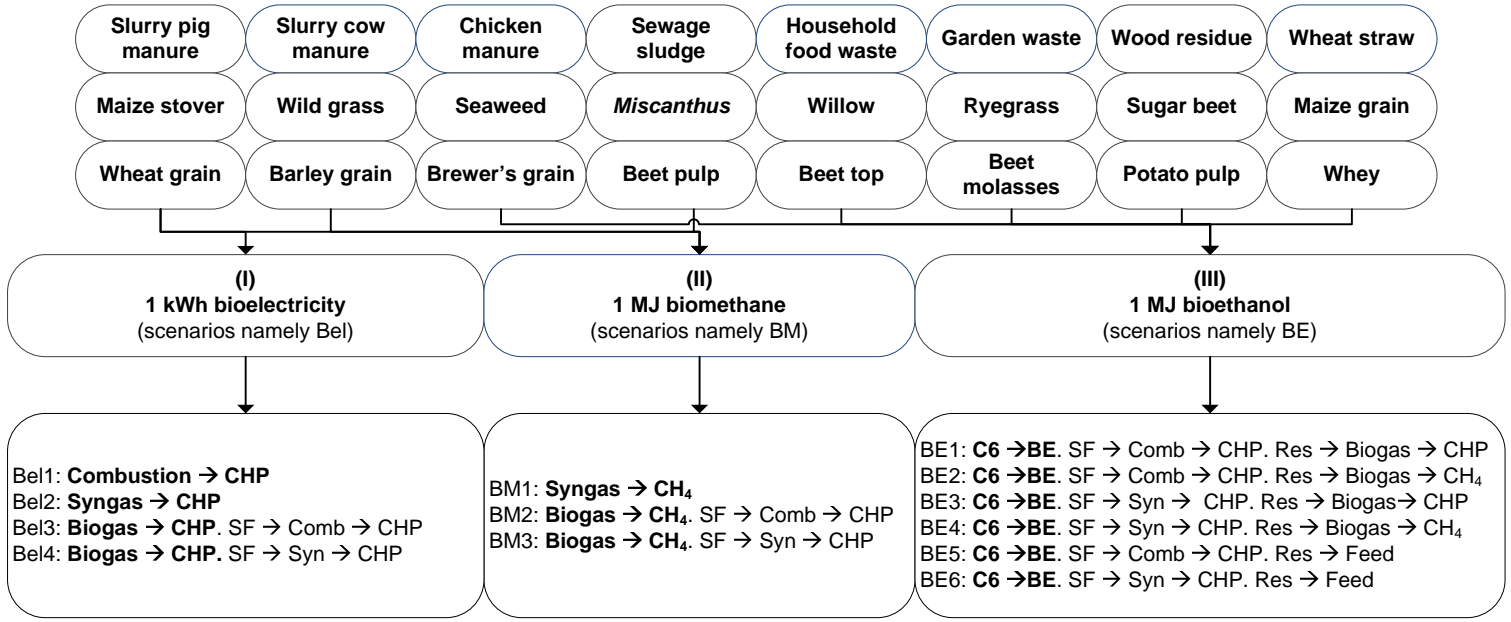 Slurry pig
manure
Slurry cow
manure
Chicken
manure
Sewage
sludge
Household
food waste
Garden waste
Wood residue
Wheat straw
Maize stover
Wild grass
Seaweed
Miscanthus
Willow
Ryegrass
Sugar beet
Maize grain
Wheat grain
Barley grain
Brewer's grain
Beet pulp
Beet top
Beet
molasses
Potato pulp
Whey
(I)
1 kWh bioelectricity
(scenarios namely Bel)
(II)
1 MJ biomethane
(scenarios namely BM)
(III)
1 MJ bioethanol
(scenarios namely BE)
Bel1: Combustion → CHP
Bel2: Syngas → CHP
Bel3: Biogas → CHP. SF → Comb → CHP
Bel4: Biogas → CHP. SF → Syn → CHP
BM1: Syngas → CH₄
BM2: Biogas → CH₄. SF → Comb → CHP
BM3: Biogas → CH₄. SF → Syn → CHP
BE1: C6 →BE. SF → Comb → CHP. Res → Biogas → CHP
BE2: C6 →BE. SF → Comb → CHP. Res → Biogas → CH₄
BE3: C6 →BE. SF → Syn → CHP. Res → Biogas→ CHP
BE4: C6 →BE. SF → Syn → CHP. Res → Biogas → CH₄
BE5: C6 →BE. SF → Comb → CHP. Res → Feed
BE6: C6 →BE. SF → Syn → CHP. Res → Feed